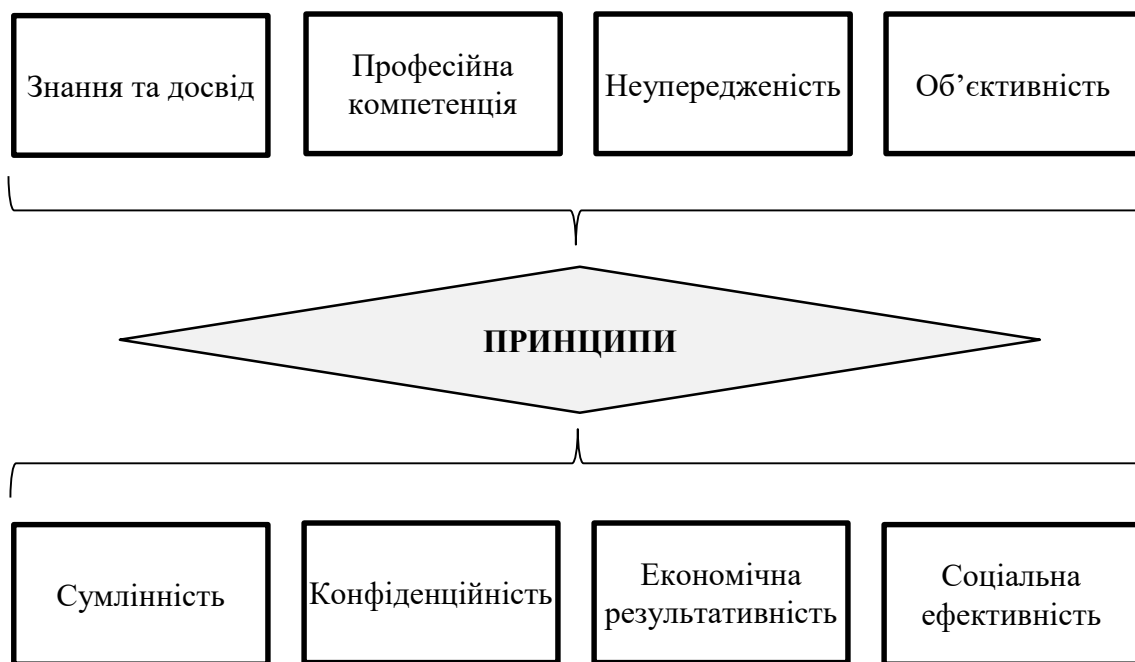 Знання та досвід
Професійна
компетенція
Неупередженість
Об’єктивність
ПРИНЦИПИ
Сумлінність
Конфіденційність
Економічна
результативність
Соціальна
ефективність